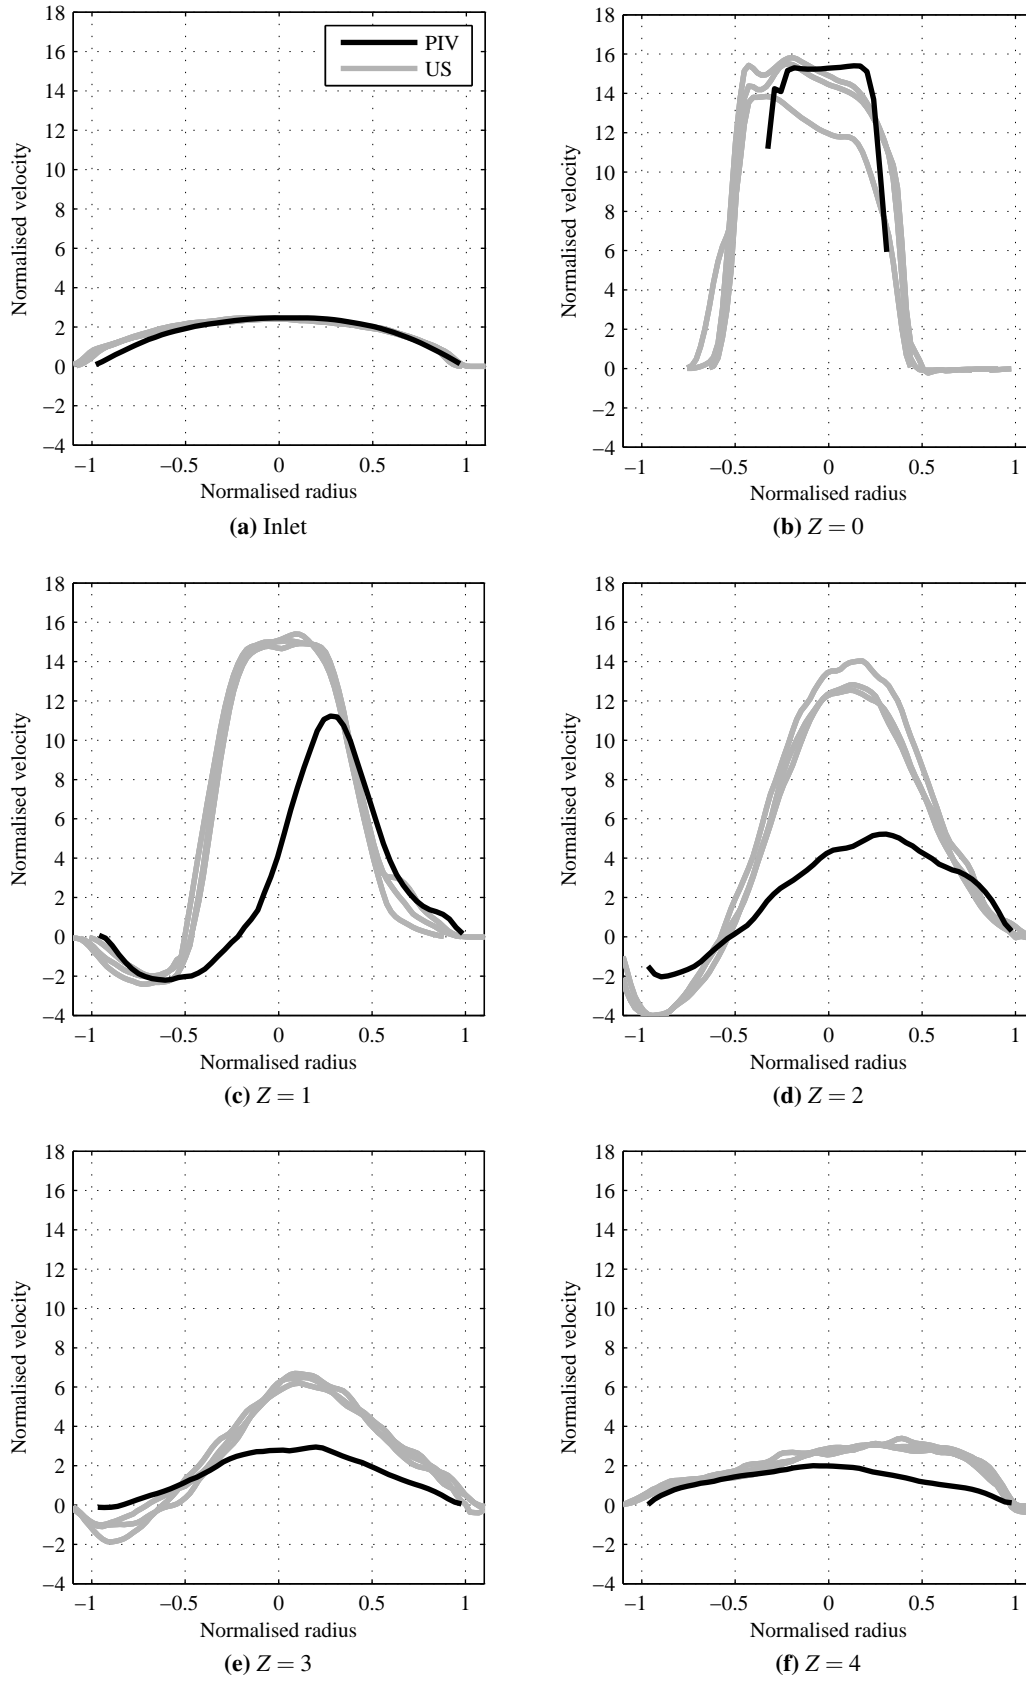 18
16
14
12
10
8
6
4
2
0
−2
−4
−1 −0.5 0 0.5 1
Normalised radius
Normalised velocity
PIV
US
(a) Inlet
18
16
14
12
10
8
6
4
2
0
−2
−4
−1 −0.5 0 0.5 1
Normalised radius
Normalised velocity
(b) Z = 0
18
16
14
12
10
8
6
4
2
0
−2
−4
−1 −0.5 0 0.5 1
Normalised radius
Normalised velocity
(c) Z = 1
18
16
14
12
10
8
6
4
2
0
−2
−4
−1 −0.5 0 0.5 1
Normalised radius
Normalised velocity
(d) Z = 2
18
16
14
12
10
8
6
4
2
0
−2
−4
−1 −0.5 0 0.5 1
Normalised radius
Normalised velocity
(e) Z = 3
18
16
14
12
10
8
6
4
2
0
−2
−4
−1 −0.5 0 0.5 1
Normalised radius
Normalised velocity
(f) Z = 4